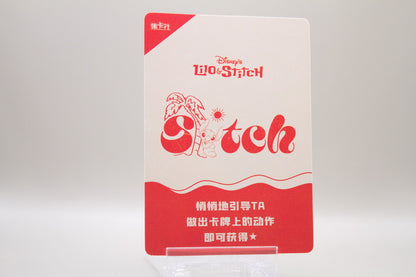 集卡社
Disney's
Lilo & Stitch
Stitch
悄悄地引导TA
做出卡牌上的动作
即可获得★